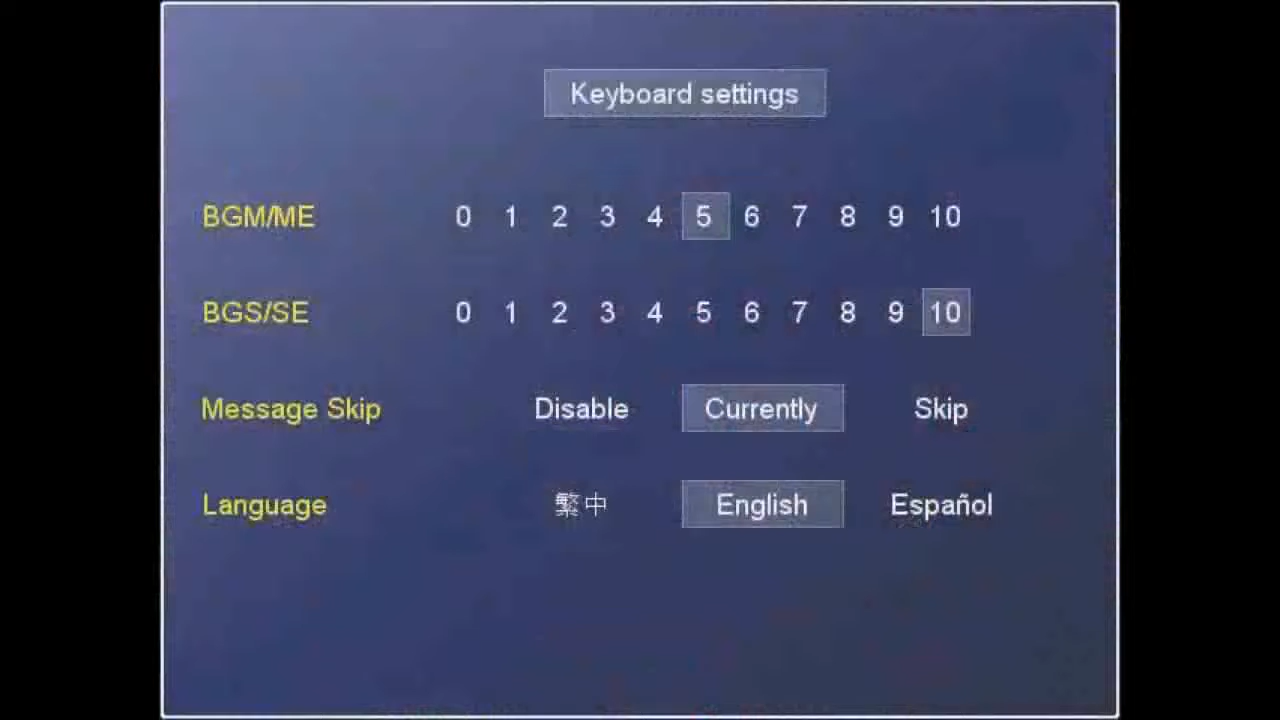 Keyboard settings
BGM/ME 0 1 2 3 4 5 6 7 8 9 10
BGS/SE 0 1 2 3 4 5 6 7 8 9 10
Message Skip Disable Currently Skip
Language 繁中 English Español